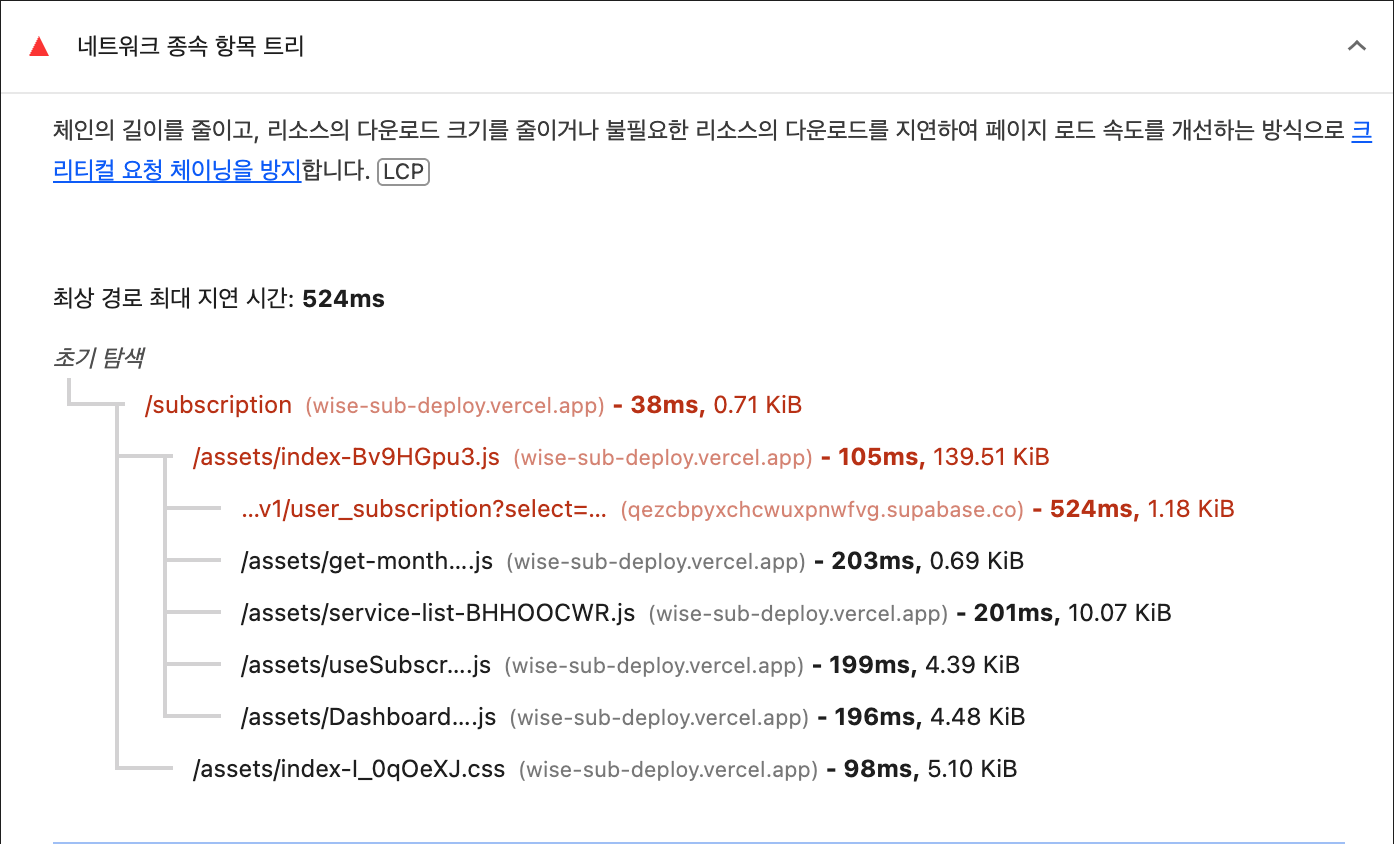 네트워크 종속 항목 트리
체인의 길이를 줄이고, 리소스의 다운로드 크기를 줄이거나 불필요한 리소스의 다운로드를 지연하여 페이지 로드 속도를 개선하는 방식으로 크
리티컬 요청 체이닝을 방지합니다. LCP
최상 경로 최대 지연 시간: 524ms
초기 탐색
/subscription (wise-sub-deploy.vercel.app) - 38ms, 0.71 KiB
/assets/index-Bv9HGpu3.js (wise-sub-deploy.vercel.app) - 105ms, 139.51 KiB
...v1/user_subscription?select=... (qezcbpyxchcwuxpnwfvg.supabase.co) - 524ms, 1.18 KiB
/assets/get-month....js (wise-sub-deploy.vercel.app) - 203ms, 0.69 KiB
/assets/service-list-BHHOOCWR.js (wise-sub-deploy.vercel.app) - 201ms, 10.07 KiB
/assets/useSubscr....js (wise-sub-deploy.vercel.app) - 199ms, 4.39 KiB
/assets/Dashboard....js (wise-sub-deploy.vercel.app) - 196ms, 4.48 KiB
/assets/index-I_0qOeXJ.css (wise-sub-deploy.vercel.app) - 98ms, 5.10 KiB